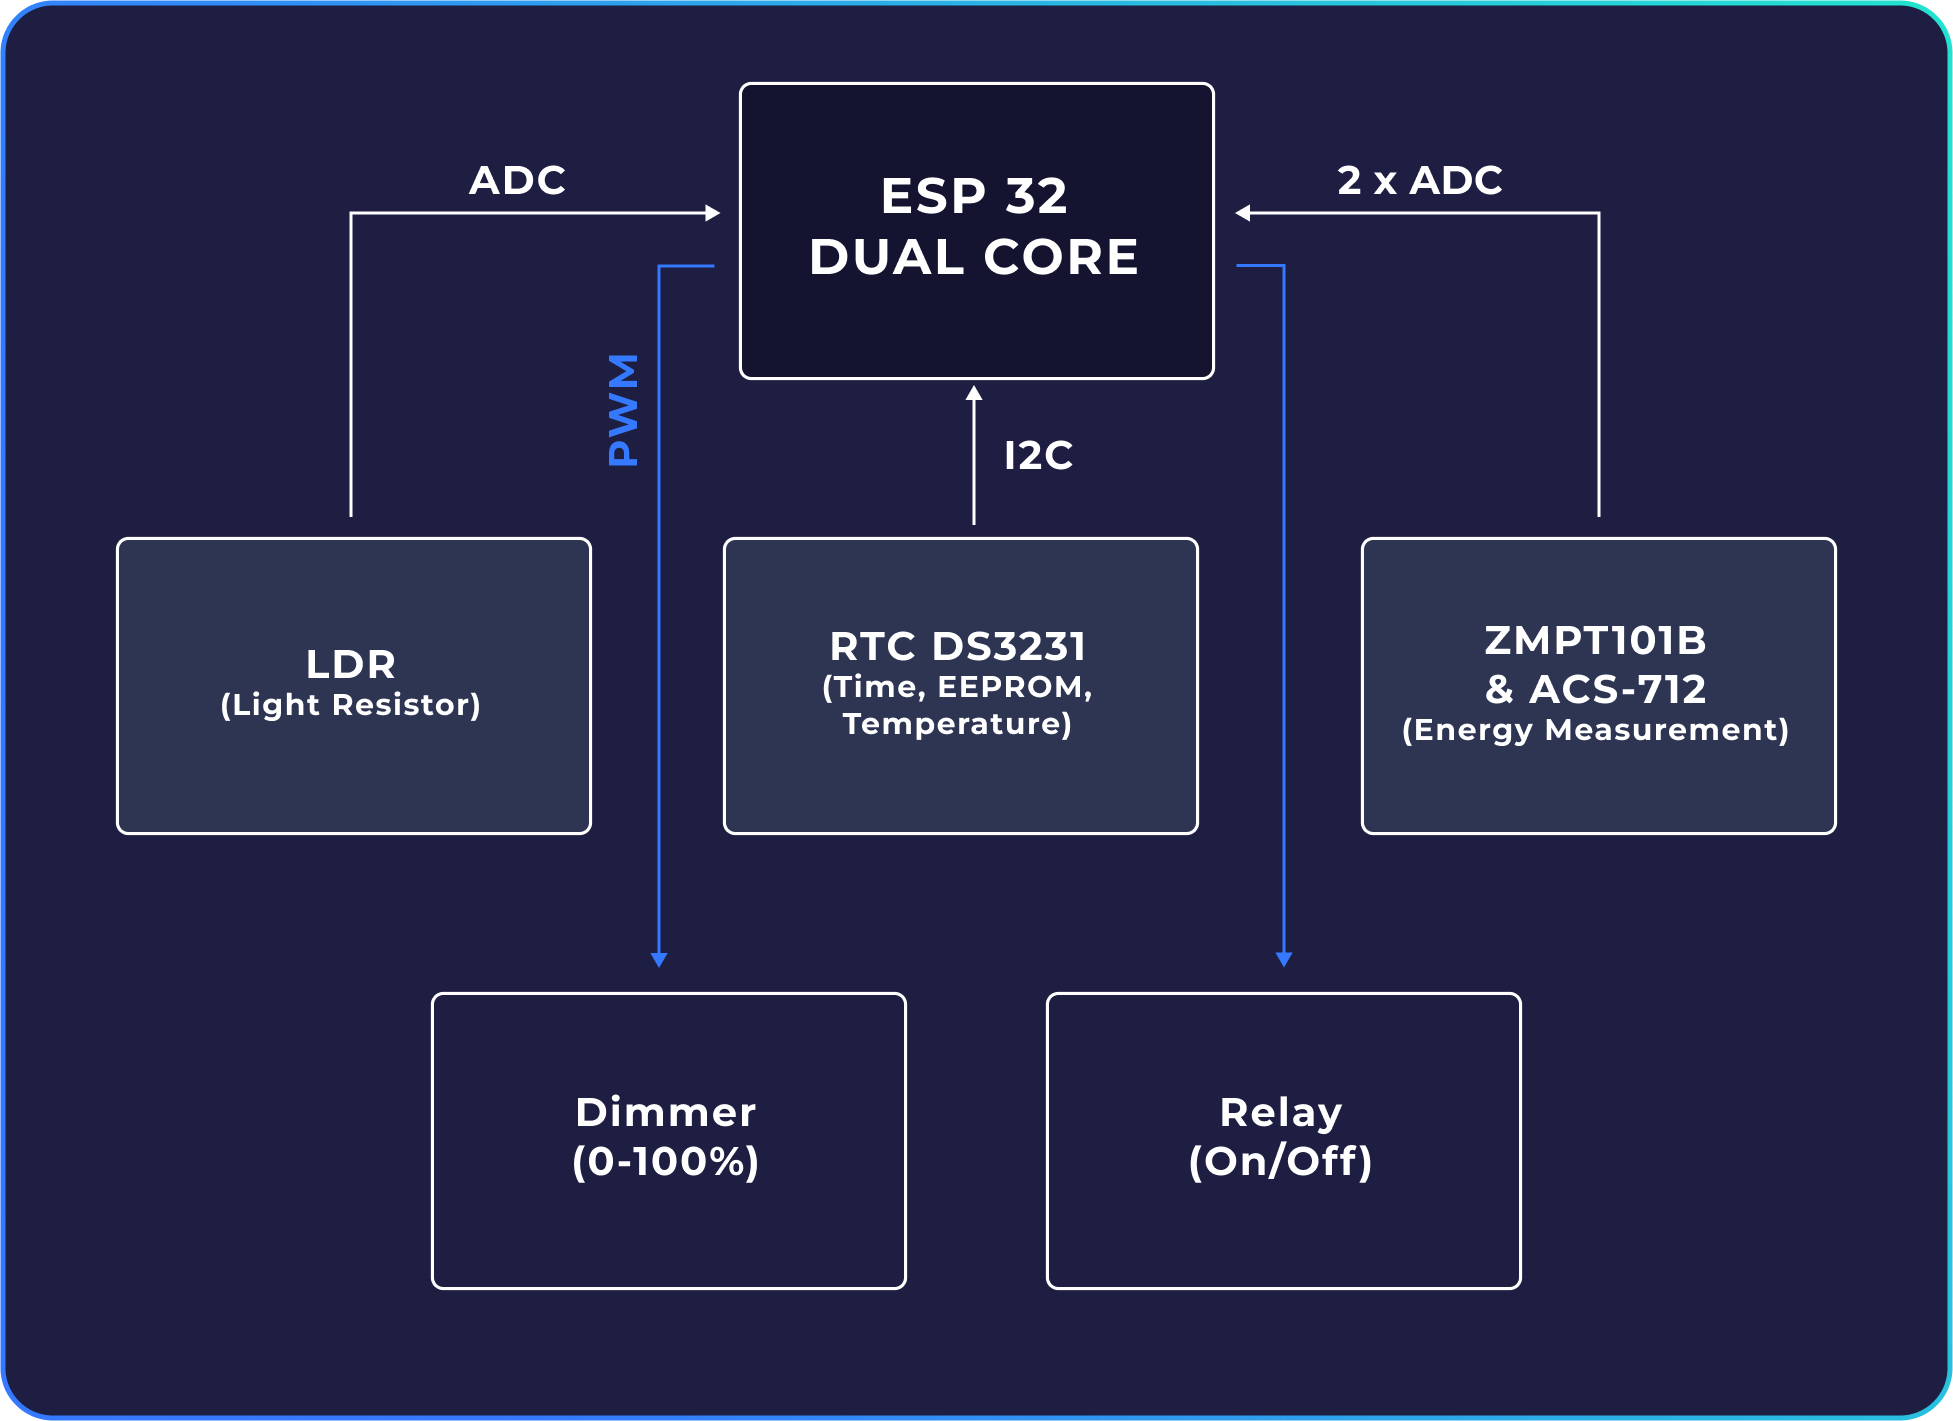 ADC
ESP 32
DUAL CORE
2 x ADC
PWM
I2C
LDR
(Light Resistor)
RTC DS3231
(Time, EEPROM,
Temperature)
ZMPT101B
& ACS-712
(Energy Measurement)
Dimmer
(0-100%)
Relay
(On/Off)